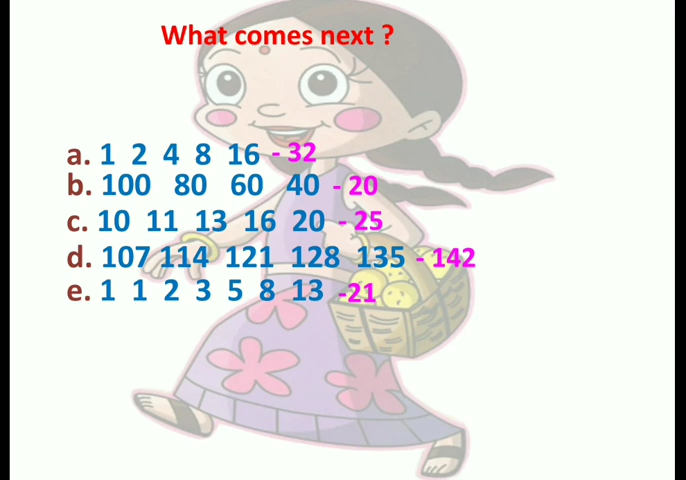 What comes next ?
a. 1 2 4 8 16 - 32
b. 100 80 60 40 - 20
c. 10 11 13 16 20 - 25
d. 107 114 121 128 135 - 142
e. 1 1 2 3 5 8 13 -21